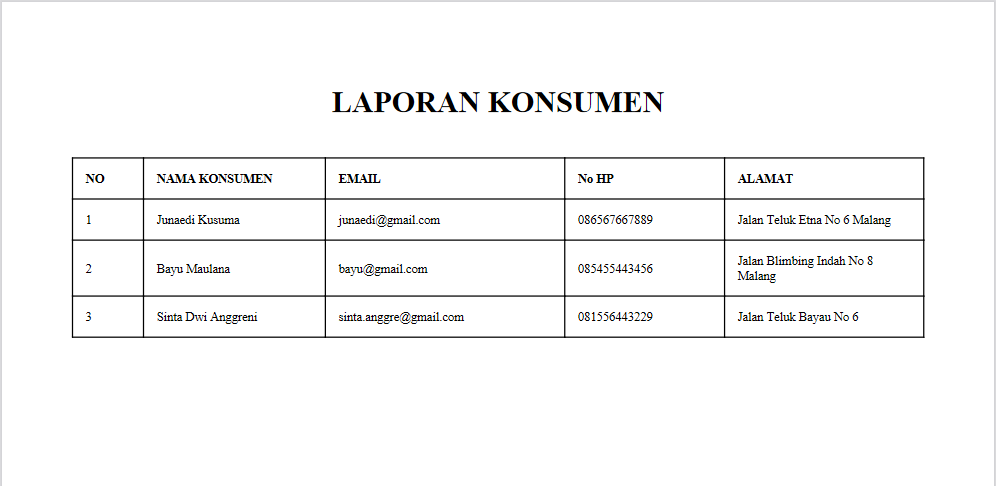 LAPORAN KONSUMEN
NO NAMA KONSUMEN EMAIL No HP ALAMAT
1 Junaedi Kusuma junaedi@gmail.com 086567667889 Jalan Teluk Etna No 6 Malang
2 Bayu Maulana bayu@gmail.com 085455443456 Jalan Blimbing Indah No 8
Malang
3 Sinta Dwi Anggreni sinta.anggre@gmail.com 081556443229 Jalan Teluk Bayau No 6